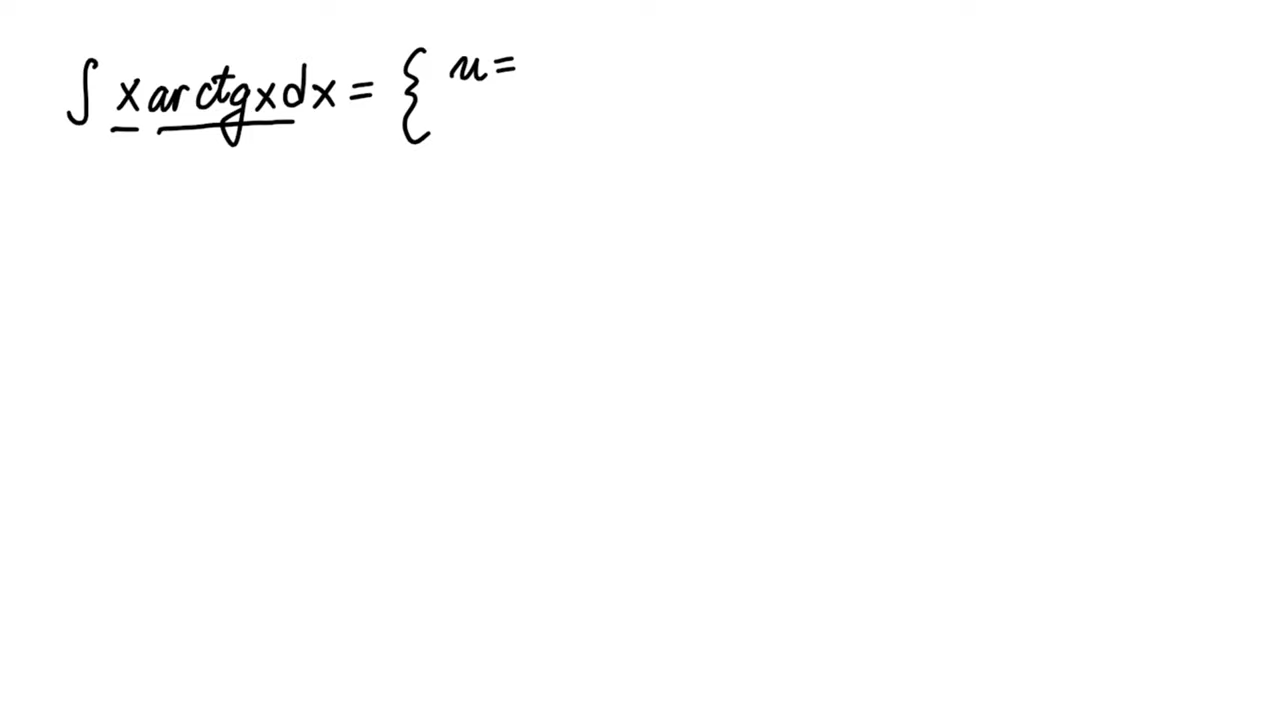 ∫ x arctg x dx = { u =